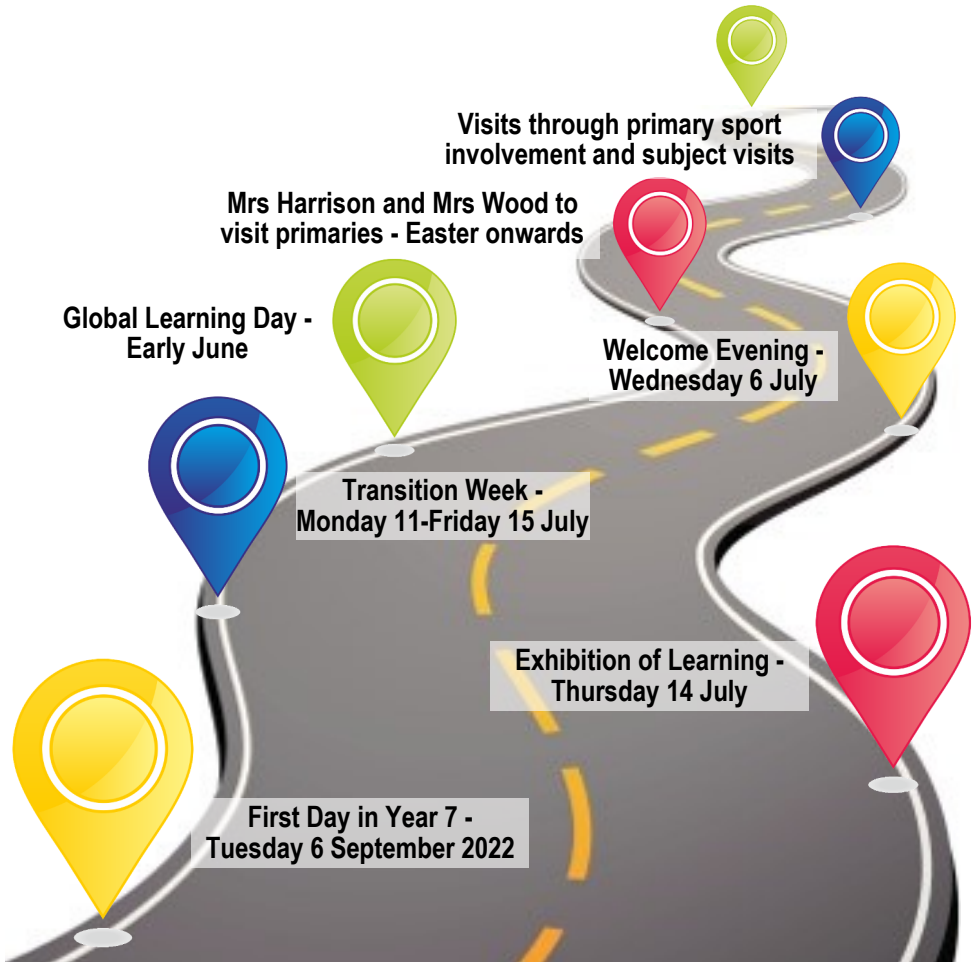 Visits through primary sport
involvement and subject visits
Mrs Harrison and Mrs Wood to
visit primaries - Easter onwards
Global Learning Day -
Early June
Welcome Evening -
Wednesday 6 July
Transition Week -
Monday 11-Friday 15 July
Exhibition of Learning -
Thursday 14 July
First Day in Year 7 -
Tuesday 6 September 2022